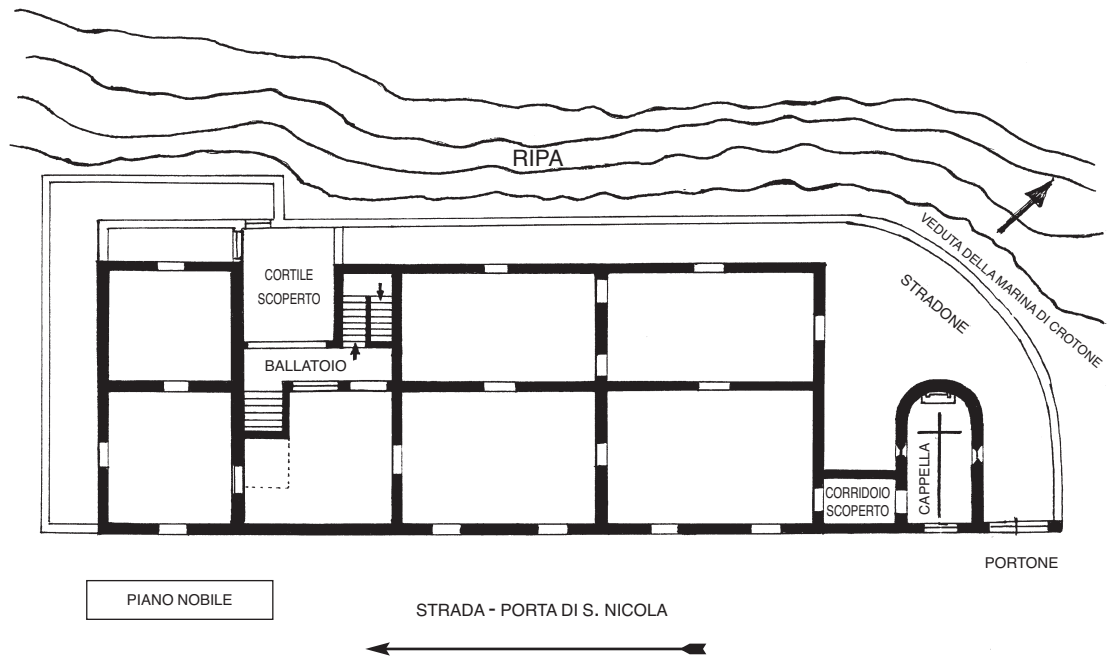 RIPA
VEDUTA DELLA MARINA DI CROTONE
STRADONE
CORTILE
SCOPERTO
BALLATOIO
CAPPELLA
CORRIDOIO
SCOPERTO
PORTONE
PIANO NOBILE
STRADA - PORTA DI S. NICOLA